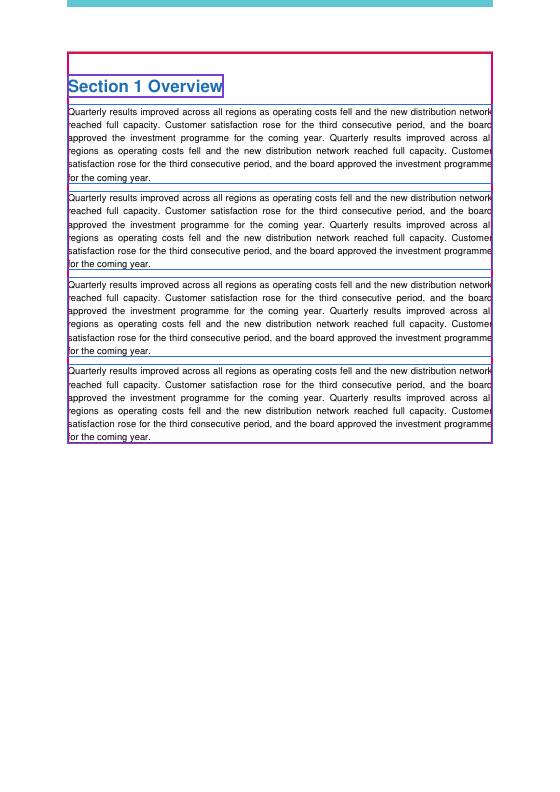 Section 1 Overview
Quarterly results improved across all regions as operating costs fell and the new distribution network
reached full capacity. Customer satisfaction rose for the third consecutive period, and the board
approved the investment programme for the coming year. Quarterly results improved across all
regions as operating costs fell and the new distribution network reached full capacity. Customer
satisfaction rose for the third consecutive period, and the board approved the investment programme
for the coming year.
Quarterly results improved across all regions as operating costs fell and the new distribution network
reached full capacity. Customer satisfaction rose for the third consecutive period, and the board
approved the investment programme for the coming year. Quarterly results improved across all
regions as operating costs fell and the new distribution network reached full capacity. Customer
satisfaction rose for the third consecutive period, and the board approved the investment programme
for the coming year.
Quarterly results improved across all regions as operating costs fell and the new distribution network
reached full capacity. Customer satisfaction rose for the third consecutive period, and the board
approved the investment programme for the coming year. Quarterly results improved across all
regions as operating costs fell and the new distribution network reached full capacity. Customer
satisfaction rose for the third consecutive period, and the board approved the investment programme
for the coming year.
Quarterly results improved across all regions as operating costs fell and the new distribution network
reached full capacity. Customer satisfaction rose for the third consecutive period, and the board
approved the investment programme for the coming year. Quarterly results improved across all
regions as operating costs fell and the new distribution network reached full capacity. Customer
satisfaction rose for the third consecutive period, and the board approved the investment programme
for the coming year.